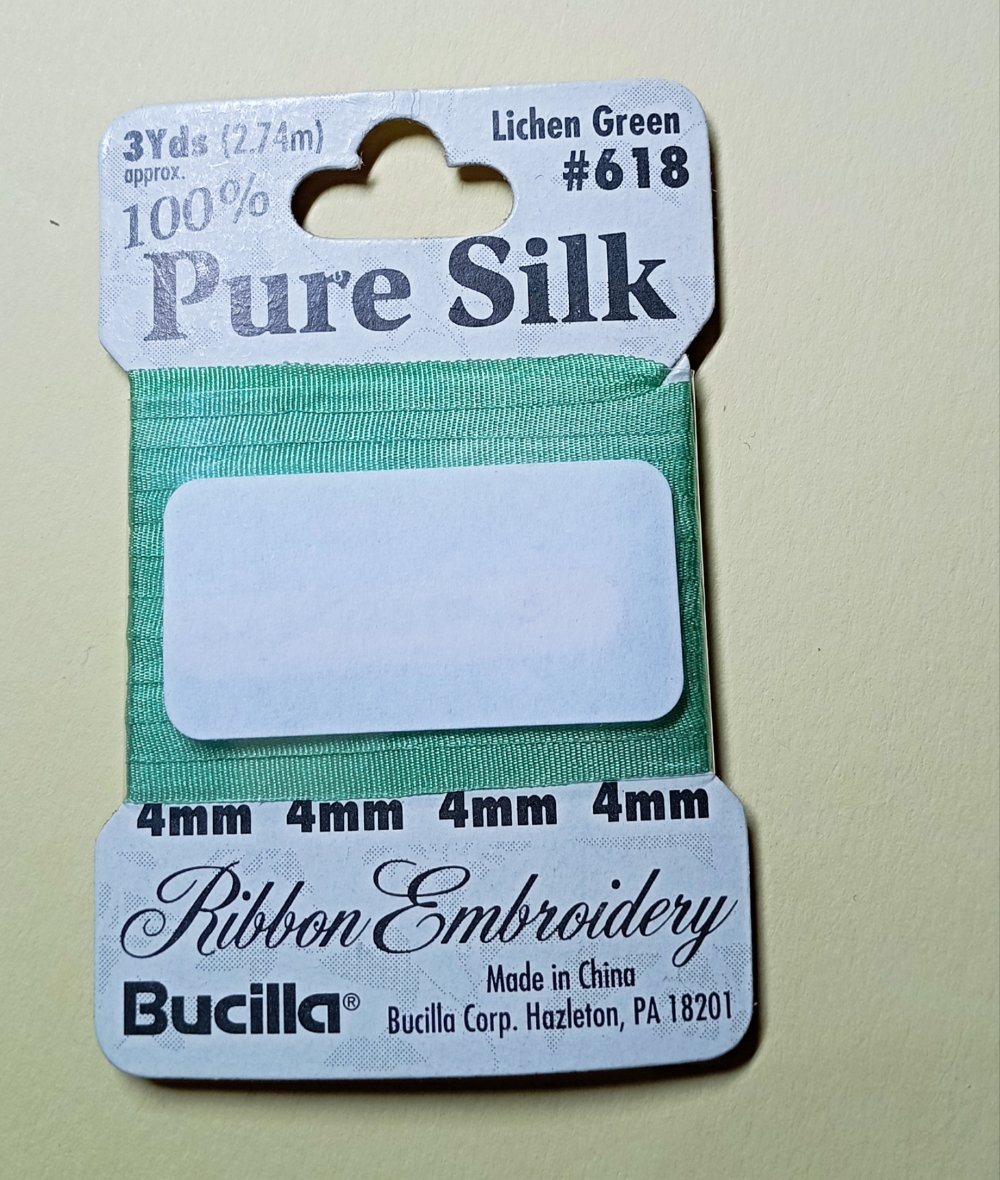 3Yds (2.74m)
approx.
100%
Lichen Green
#618
Pure Silk
4mm 4mm 4mm 4mm
Ribbon Embroidery
Bucilla®
Made in China
Bucilla Corp. Hazleton, PA 18201